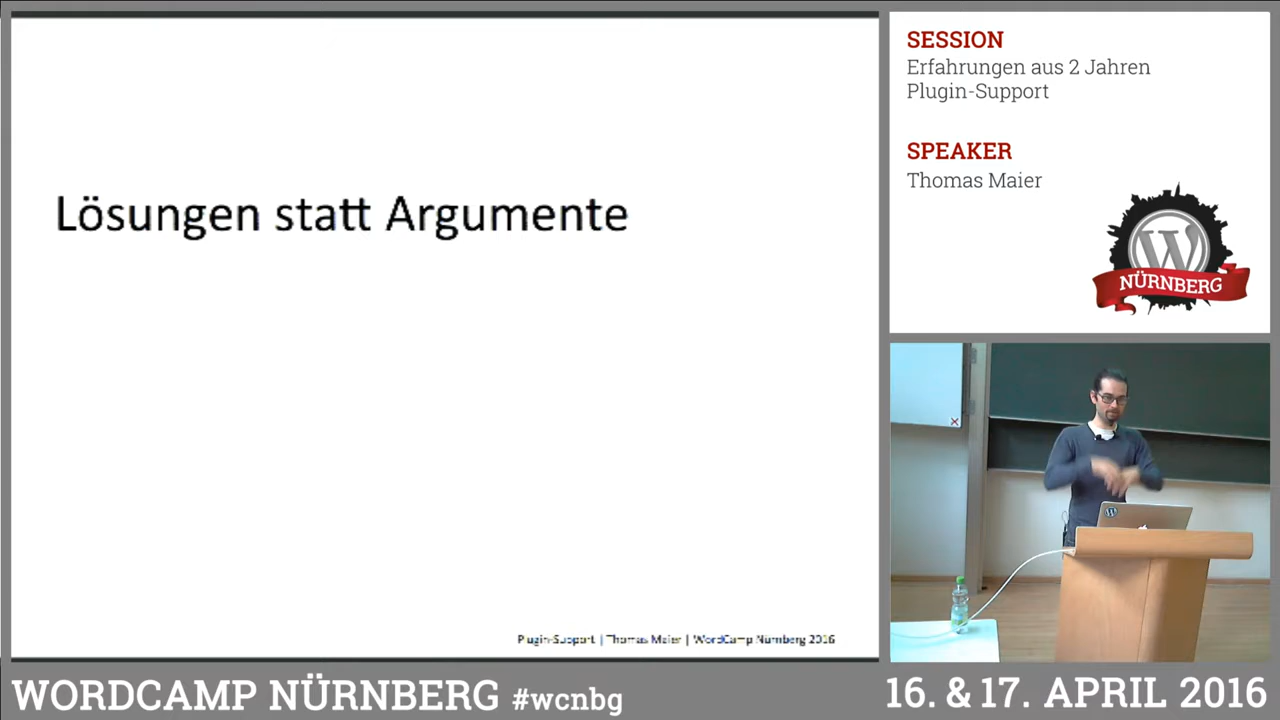 Lösungen statt Argumente
Plugin-Support | Thomas Maier | WordCamp Nürnberg 2016
SESSION
Erfahrungen aus 2 Jahren
Plugin-Support
SPEAKER
Thomas Maier
W
NÜRNBERG
WORDCAMP NÜRNBERG #wcnbg
16. & 17. APRIL 2016